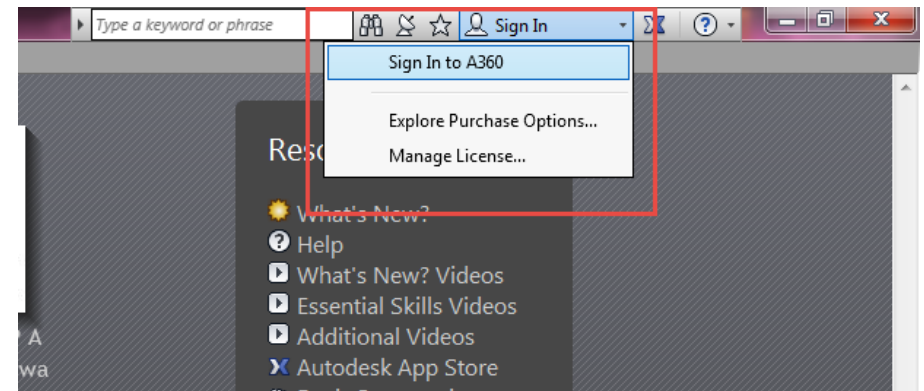 Type a keyword or phrase
Sign In
Sign In to A360
Explore Purchase Options...
Manage License...
What's New?
Help
What's New? Videos
Essential Skills Videos
Additional Videos
Autodesk App Store
A
wa